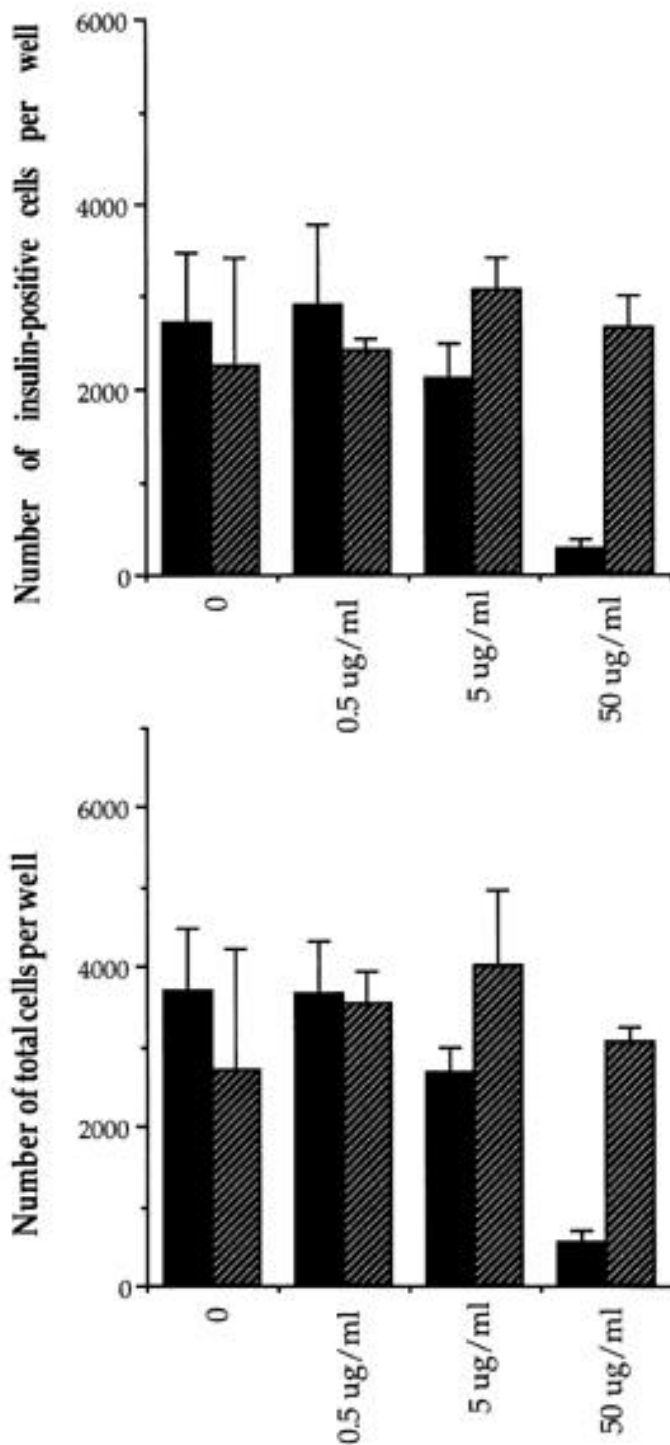 Number of insulin-positive cells per well
6000
4000
2000
0
0
0.5 ug/ml
5 ug/ml
50 ug/ml
Number of total cells per well
6000
4000
2000
0
0
0.5 ug/ml
5 ug/ml
50 ug/ml